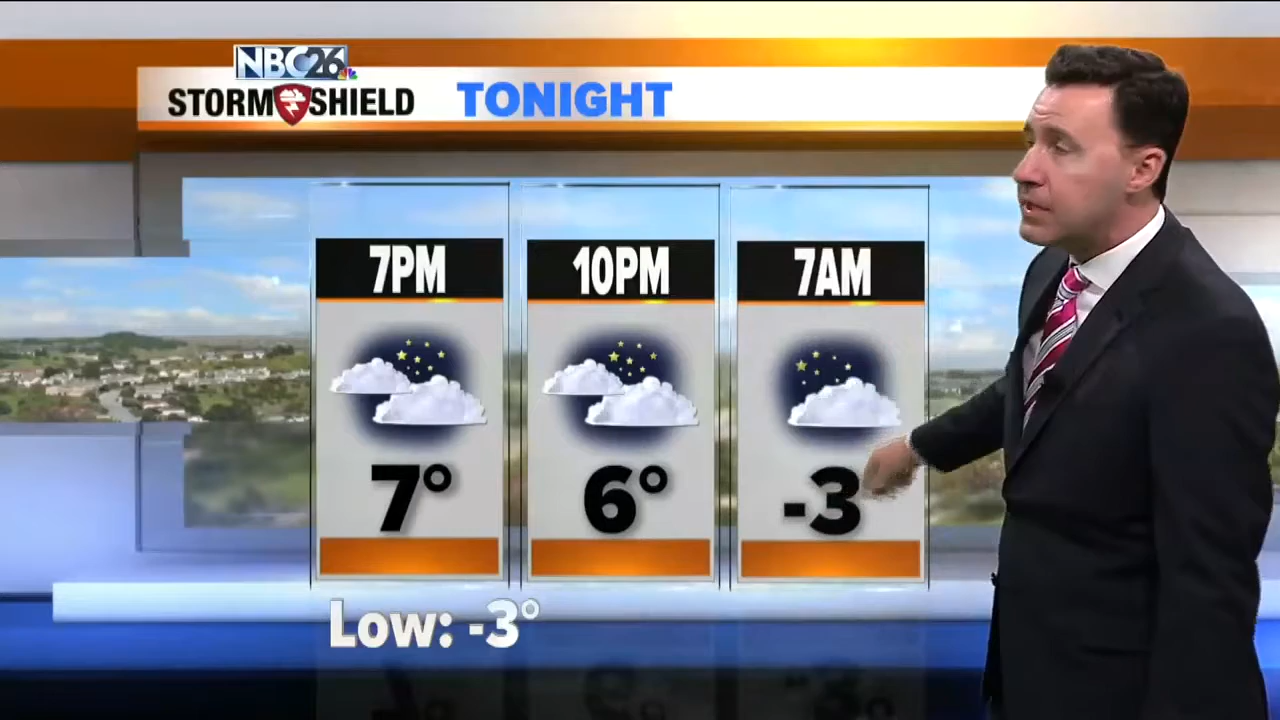 NBC26
STORM SHIELD
TONIGHT
7PM
10PM
7AM
7°
6°
-3
Low: -3°